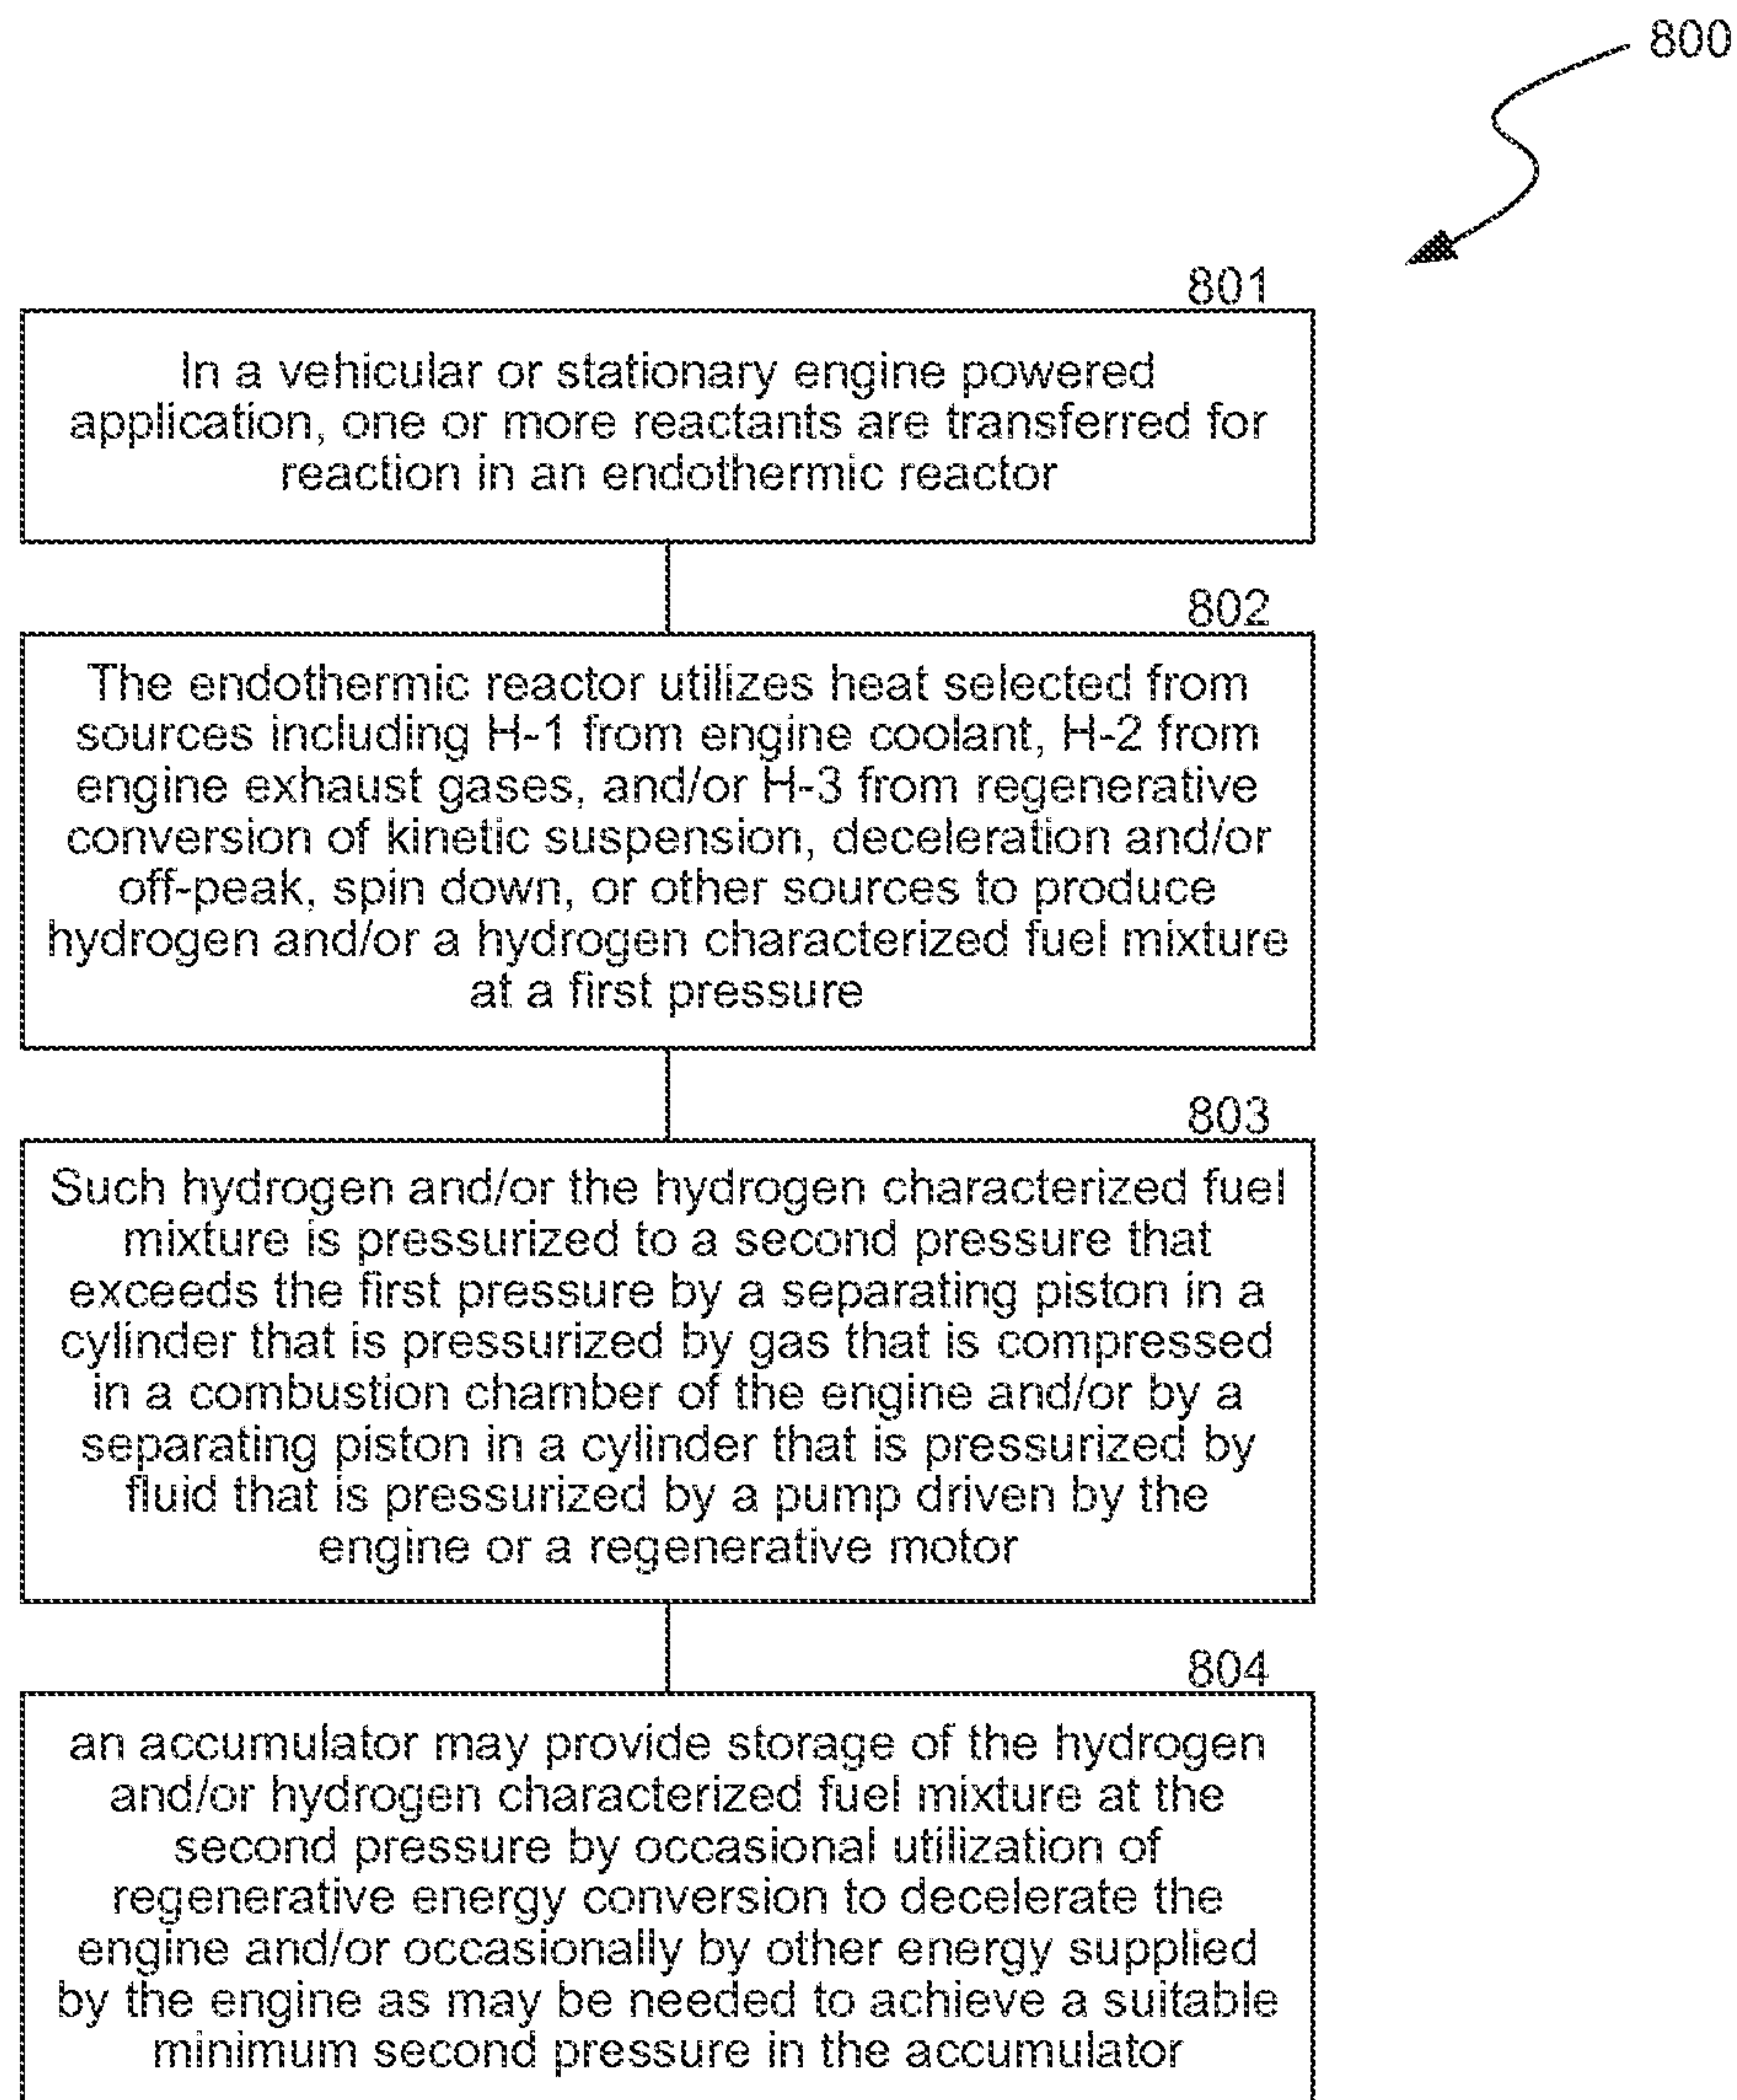 800
801
In a vehicular or stationary engine powered
application, one or more reactants are transferred for
reaction in an endothermic reactor
802
The endothermic reactor utilizes heat selected from
sources including H-1 from engine coolant, H-2 from
engine exhaust gases, and/or H-3 from regenerative
conversion of kinetic suspension, deceleration and/or
off-peak, spin down, or other sources to produce
hydrogen and/or a hydrogen characterized fuel mixture
at a first pressure
803
Such hydrogen and/or the hydrogen characterized fuel
mixture is pressurized to a second pressure that
exceeds the first pressure by a separating piston in a
cylinder that is pressurized by gas that is compressed
in a combustion chamber of the engine and/or by a
separating piston in a cylinder that is pressurized by
fluid that is pressurized by a pump driven by the
engine or a regenerative motor
804
an accumulator may provide storage of the hydrogen
and/or hydrogen characterized fuel mixture at the
second pressure by occasional utilization of
regenerative energy conversion to decelerate the
engine and/or occasionally by other energy supplied
by the engine as may be needed to achieve a suitable
minimum second pressure in the accumulator